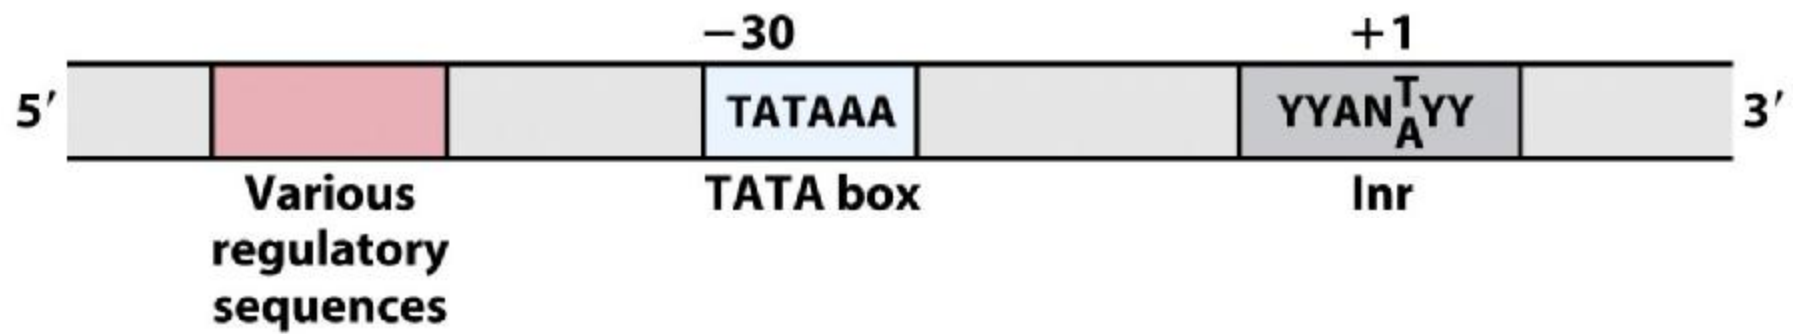 −30 +1
5′ TATAAA YYANTAYY 3′
Various TATA box Inr
regulatory
sequences